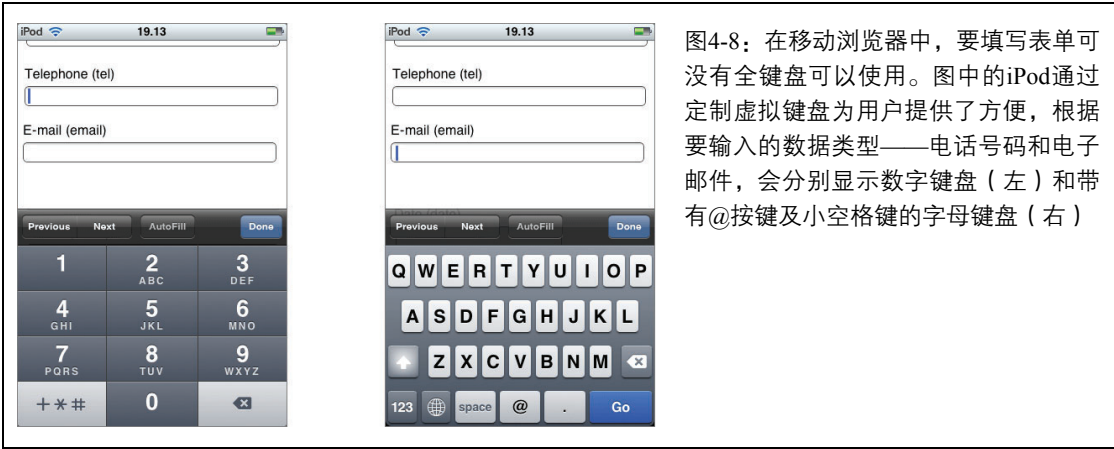 iPod 19.13
Telephone (tel)
E-mail (email)
Previous Next AutoFill Done
1 2 3
ABC DEF
4 5 6
GHI JKL MNO
7 8 9
PQRS TUV WXYZ
+*# 0
iPod 19.13
Telephone (tel)
E-mail (email)
Date (date)
Previous Next AutoFill Done
Q W E R T Y U I O P
A S D F G H J K L
Z X C V B N M
123 space @ . Go
图4-8：在移动浏览器中，要填写表单可
没有全键盘可以使用。图中的iPod通过
定制虚拟键盘为用户提供了方便，根据
要输入的数据类型——电话号码和电子
邮件，会分别显示数字键盘（左）和带
有@按键及小空格键的字母键盘（右）